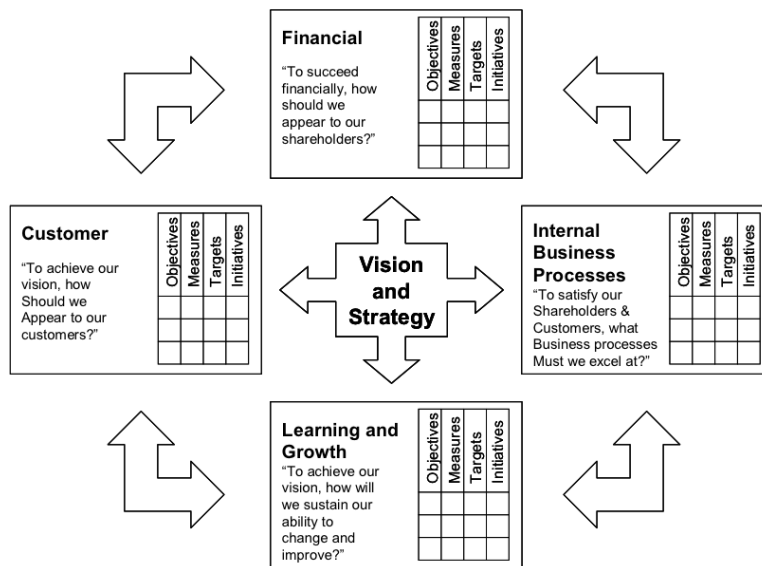 Financial
“To succeed
financially, how
should we
appear to our
shareholders?”
Objectives
Measures
Targets
Initiatives
Customer
“To achieve our
vision, how
Should we
Appear to our
customers?”
Objectives
Measures
Targets
Initiatives
Vision
and
Strategy
Internal
Business
Processes
“To satisfy our
Shareholders &
Customers, what
Business processes
Must we excel at?”
Objectives
Measures
Targets
Initiatives
Learning and
Growth
“To achieve our
vision, how will
we sustain our
ability to
change and
improve?”
Objectives
Measures
Targets
Initiatives